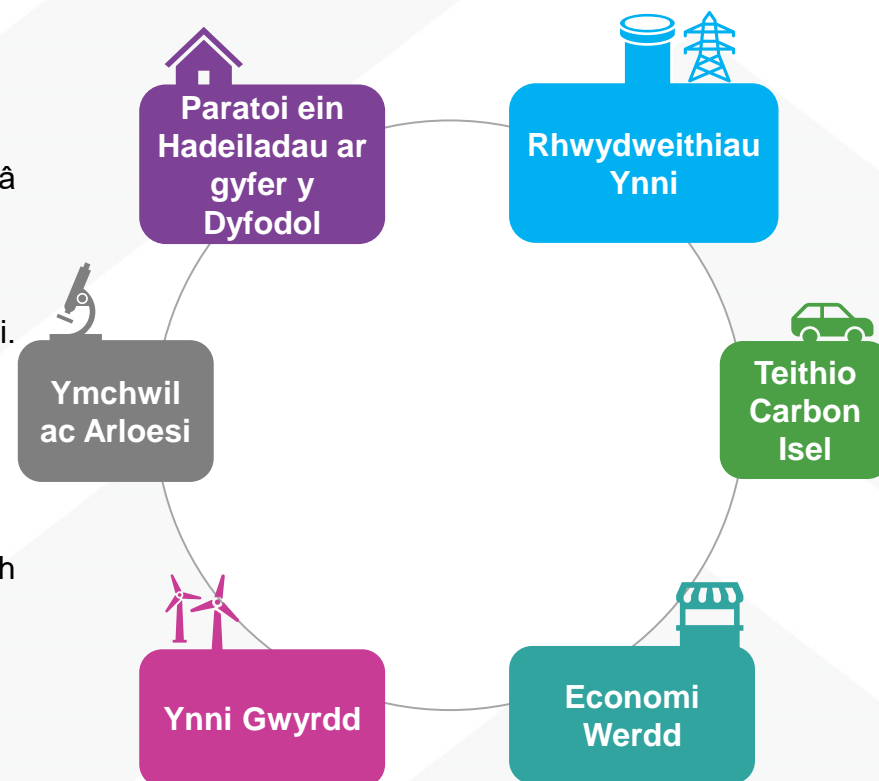 Paratoi ein
Hadeiladau ar
gyfer y
Dyfodol
Rhwydweithiau
Ynni
â
i.
Ymchwil
ac Arloesi
Teithio
Carbon
Isel
h
Ynni Gwyrdd
Economi
Werdd